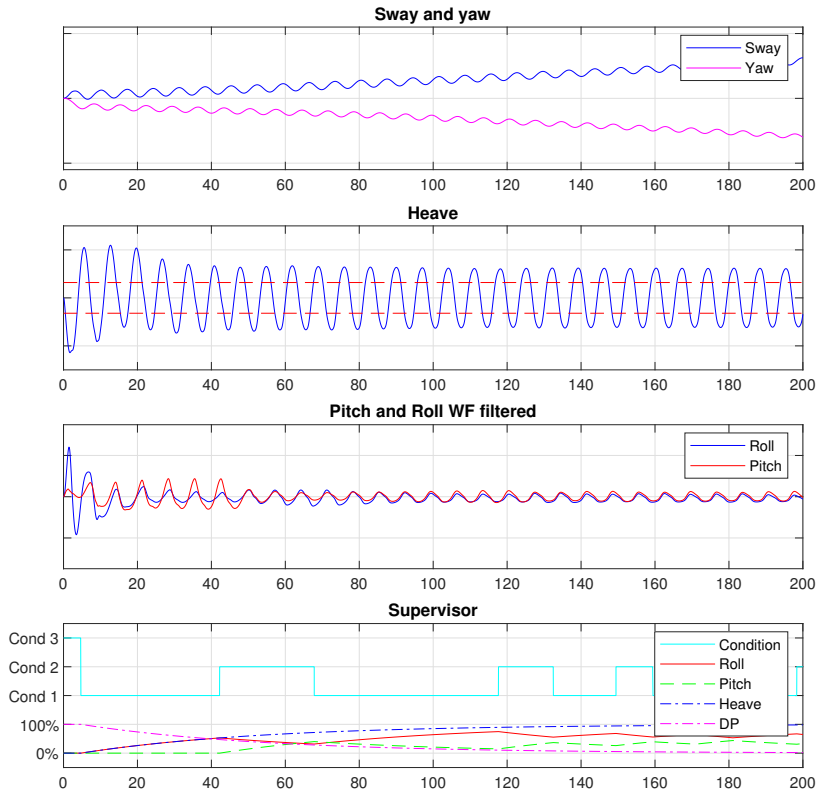 Sway and yaw
Sway
Yaw
0 20 40 60 80 100 120 140 160 180 200
Heave
0 20 40 60 80 100 120 140 160 180 200
Pitch and Roll WF filtered
Roll
Pitch
0 20 40 60 80 100 120 140 160 180 200
Supervisor
Cond 3
Cond 2
Cond 1
100%
0%
Condition
Roll
Pitch
Heave
DP
0 20 40 60 80 100 120 140 160 180 200